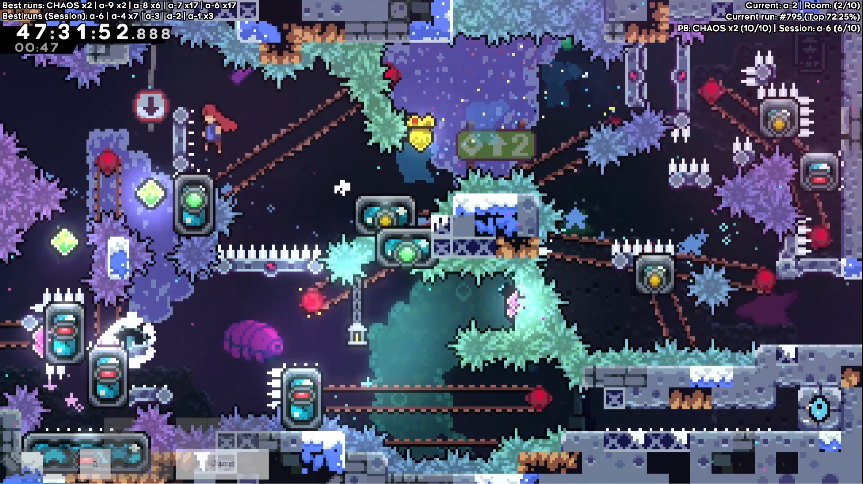 Best runs: CHAOS x2 | a-9 x2 | a-8 x6 | a-7 x17 | a-6 x17
Current: a-2 | Room: (2/10)
Best runs (Session): a-6 | a-4 x7 | a-3 | a-2 | a-1 x3
Current run: #795 (Top 72.25%)
47:31:52.888
PB: CHAOS x2 (10/10) | Session: a-6 (6/10)
00:47
2